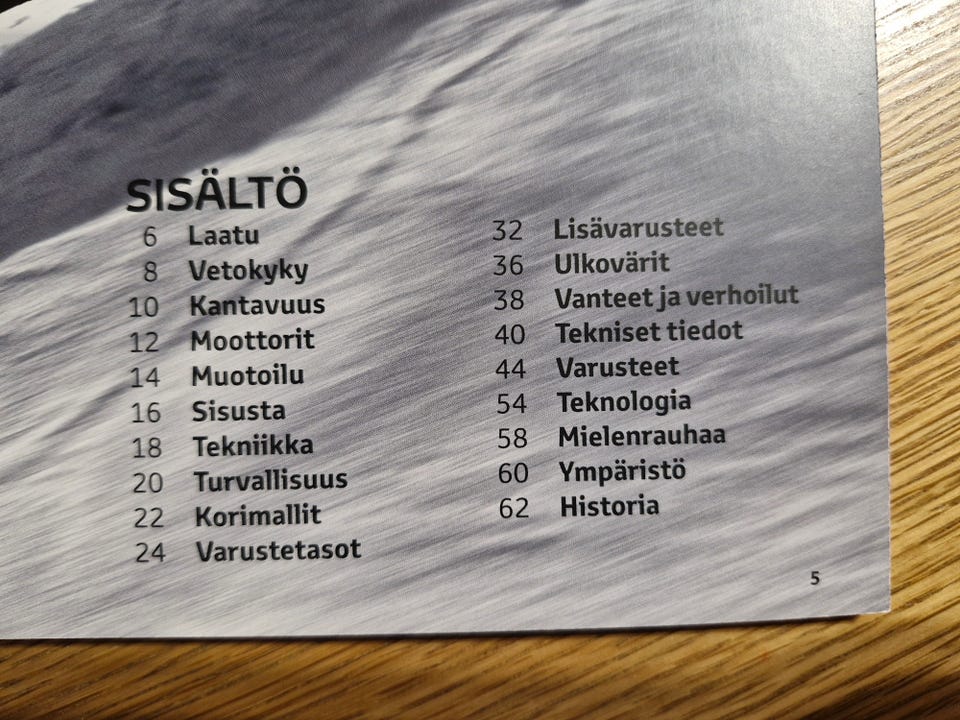 SISÄLTÖ
6 Laatu
8 Vetokyky
10 Kantavuus
12 Moottorit
14 Muotoilu
16 Sisusta
18 Tekniikka
20 Turvallisuus
22 Korimallit
24 Varustetasot
32 Lisävarusteet
36 Ulkovärit
38 Vanteet ja verhoilut
40 Tekniset tiedot
44 Varusteet
54 Teknologia
58 Mielenrauhaa
60 Ympäristö
62 Historia
5